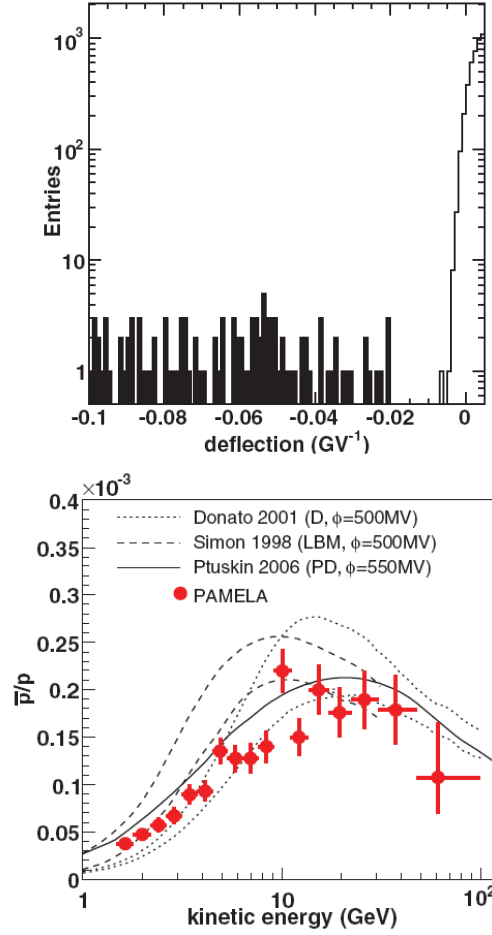 10³
10²
10
1
Entries
-0.1 -0.08 -0.06 -0.04 -0.02 0
deflection (GV⁻¹)
×10⁻³
0.4
0.35
0.3
0.25
0.2
0.15
0.1
0.05
0
p̅/p
Donato 2001 (D, ϕ=500MV)
Simon 1998 (LBM, ϕ=500MV)
Ptuskin 2006 (PD, ϕ=550MV)
PAMELA
1 10 10²
kinetic energy (GeV)